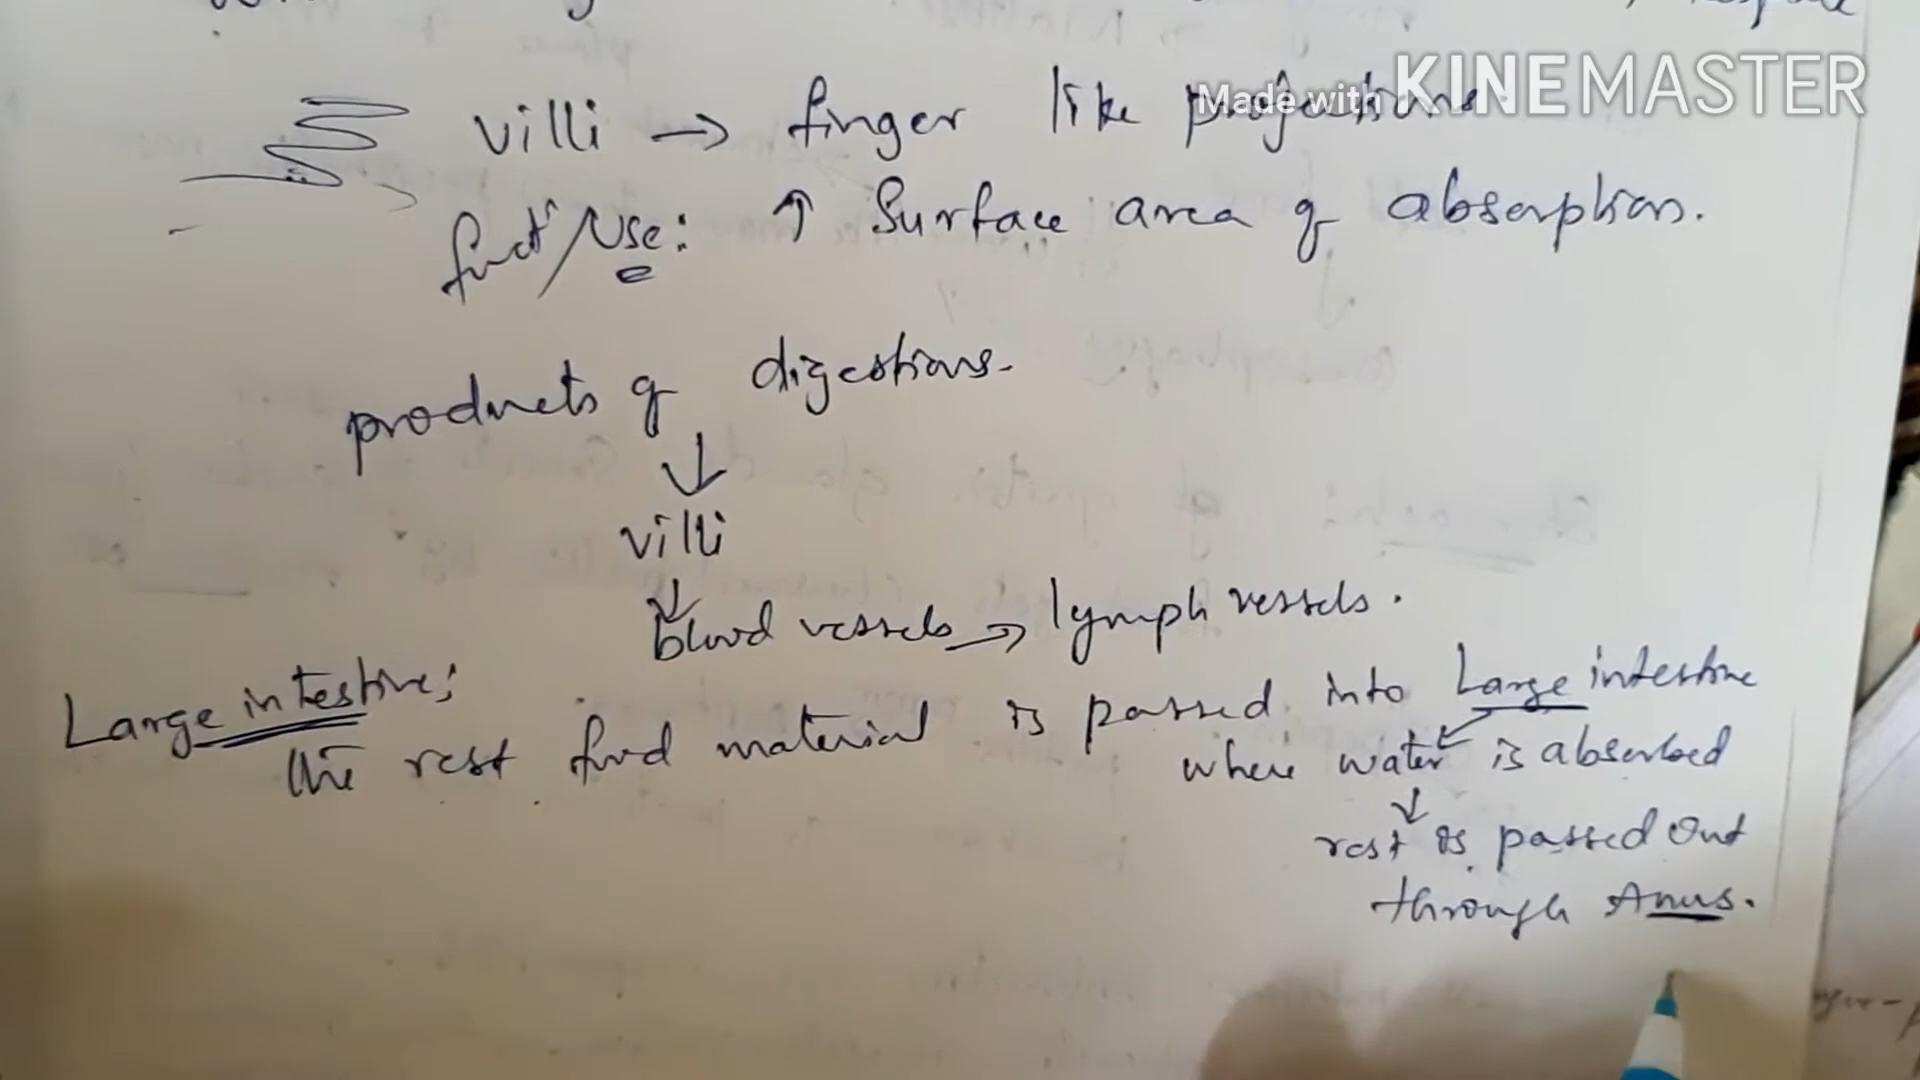 villi → finger like projections
Made with KINEMASTER
functn/Use: ↑ Surface area of absorption.
products of digestions.
↓
villi
↓
blood vessels → lymph vessels.
Large intestine;
the rest food material is passed into Large intestine
where water is absorbed
↓
rest is passed out
through Anus.